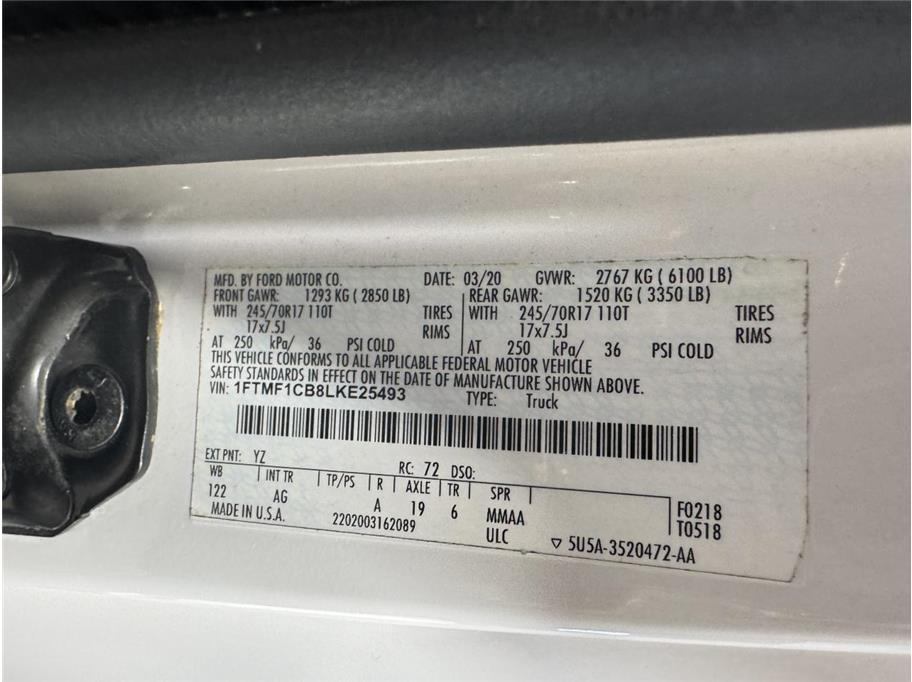 MFD. BY FORD MOTOR CO. DATE: 03/20 GVWR: 2767 KG ( 6100 LB)
FRONT GAWR: 1293 KG ( 2850 LB) REAR GAWR: 1520 KG ( 3350 LB)
WITH 245/70R17 110T TIRES WITH 245/70R17 110T TIRES
17x7.5J RIMS 17x7.5J RIMS
AT 250 kPa/ 36 PSI COLD AT 250 kPa/ 36 PSI COLD
THIS VEHICLE CONFORMS TO ALL APPLICABLE FEDERAL MOTOR VEHICLE
SAFETY STANDARDS IN EFFECT ON THE DATE OF MANUFACTURE SHOWN ABOVE.
VIN: 1FTMF1CB8LKE25493 TYPE: Truck
EXT PNT: YZ RC: 72 DSO:
WB INT TR TP/PS R AXLE TR SPR
122 AG A 19 6 MMAA F0218
MADE IN U.S.A. 2202003162089 ULC T0518
▽ 5U5A-3520472-AA